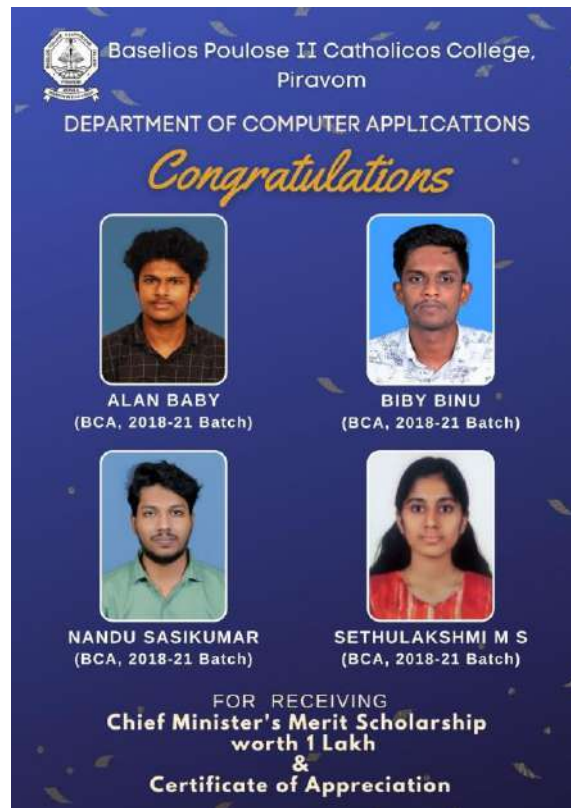 Baselios Poulose II Catholicos College,
Piravom
DEPARTMENT OF COMPUTER APPLICATIONS
Congratulations
ALAN BABY
(BCA, 2018-21 Batch)
BIBY BINU
(BCA, 2018-21 Batch)
NANDU SASIKUMAR
(BCA, 2018-21 Batch)
SETHULAKSHMI M S
(BCA, 2018-21 Batch)
FOR RECEIVING
Chief Minister's Merit Scholarship
worth 1 Lakh
&
Certificate of Appreciation